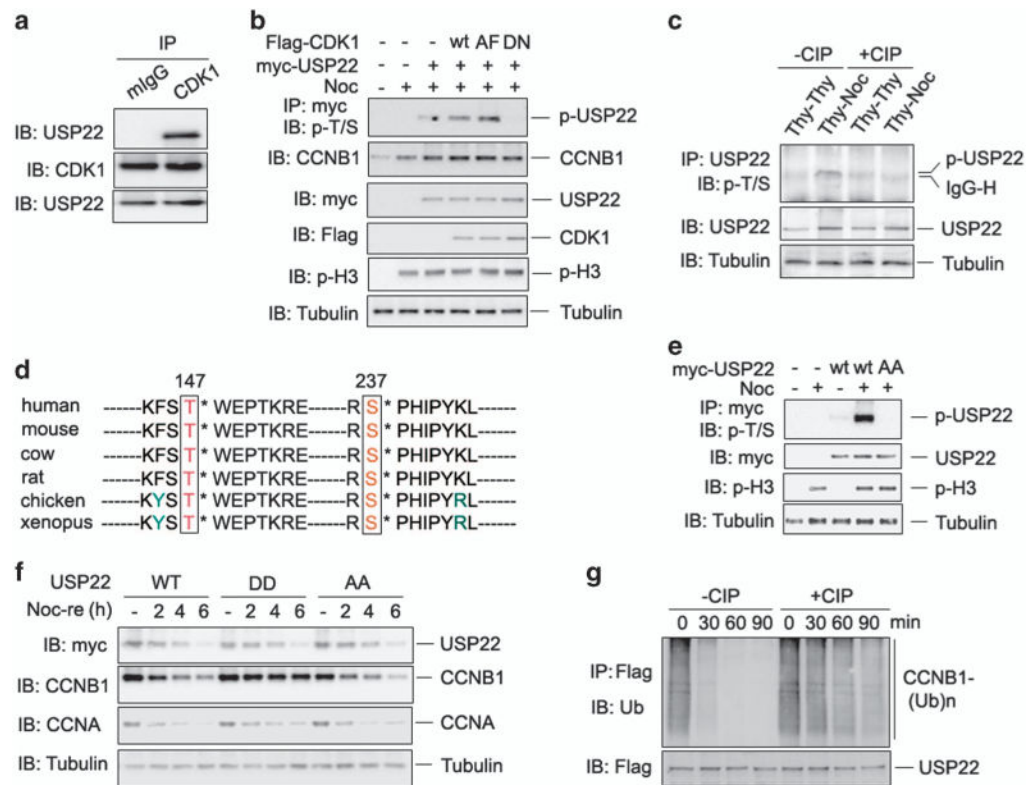 a
IP
mIgG CDK1
IB: USP22
IB: CDK1
IB: USP22
b
Flag-CDK1 - - - wt AF DN
myc-USP22 - - + + + +
Noc - + + + + +
IP: myc
IB: p-T/S
p-USP22
IB: CCNB1 CCNB1
IB: myc USP22
IB: Flag CDK1
IB: p-H3 p-H3
IB: Tubulin Tubulin
c
-CIP +CIP
Thy-Thy Thy-Noc Thy-Thy Thy-Noc
IP: USP22
IB: p-T/S
p-USP22
IgG-H
IB: USP22 USP22
IB: Tubulin Tubulin
d
147 237
human ------KFS T * WEPTKRE------R S * PHIPYKL ------
mouse ------KFS T * WEPTKRE------R S * PHIPYKL ------
cow ------KFS T * WEPTKRE------R S * PHIPYKL ------
rat ------KFS T * WEPTKRE------R S * PHIPYKL ------
chicken ------KYS T * WEPTKRE------R S * PHIPYRL ------
xenopus ------KYS T * WEPTKRE------R S * PHIPYRL ------
e
myc-USP22 - - wt wt AA
Noc - + - + +
IP: myc
IB: p-T/S
p-USP22
IB: myc USP22
IB: p-H3 p-H3
IB: Tubulin Tubulin
f
USP22 WT DD AA
Noc-re (h) - 2 4 6 - 2 4 6 - 2 4 6
IB: myc USP22
IB: CCNB1 CCNB1
IB: CCNA CCNA
IB: Tubulin Tubulin
g
-CIP +CIP
0 30 60 90 0 30 60 90 min
IP: Flag
IB: Ub
CCNB1-
(Ub)n
IB: Flag USP22